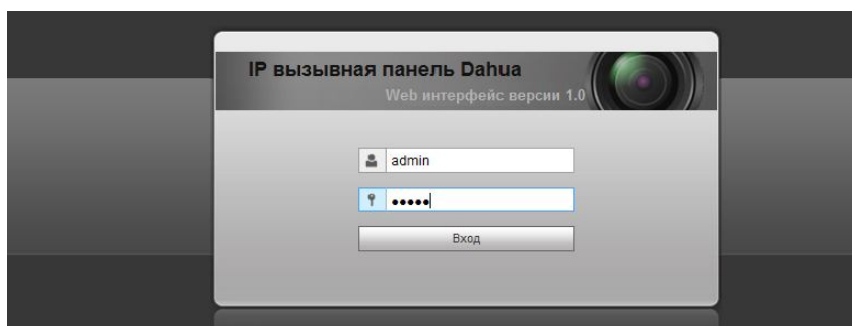 IP вызывная панель Dahua
Web интерфейс версии 1.0
admin
•••••
Вход